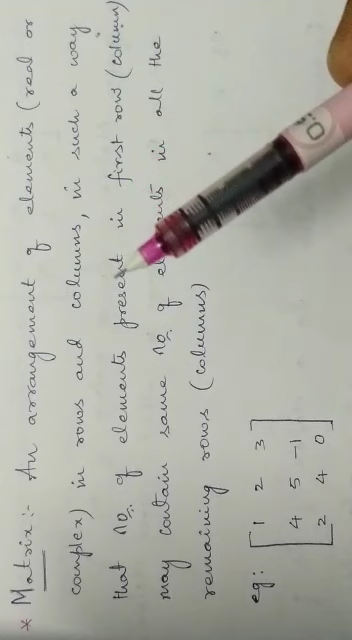 * Matrix:- An arrangement of elements (real or
complex) in rows and columns, in such a way
that no. of elements present in first row (column)
may contain same no. of elements in all the
remaining rows (columns)
eg: [ 1 2 3
4 5 -1
2 4 0 ]
0.5